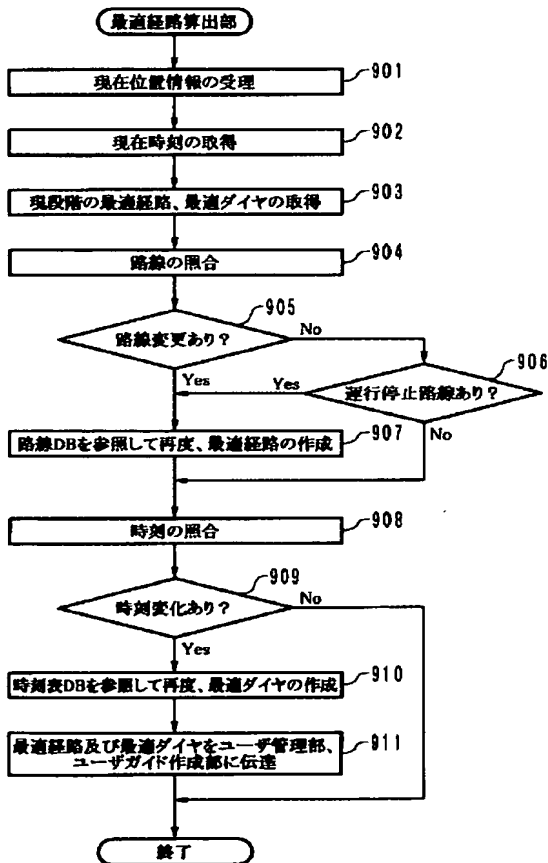 最適経路算出部
現在位置情報の受理
901
現在時刻の取得
902
現段階の最適経路、最適ダイヤの取得
903
路線の照合
904
路線変更あり?
905
No
Yes
運行停止路線あり?
906
Yes
No
路線DBを参照して再度、最適経路の作成
907
時刻の照合
908
時刻変化あり?
909
No
Yes
時刻表DBを参照して再度、最適ダイヤの作成
910
最適経路及び最適ダイヤをユーザ管理部、
ユーザガイド作成部に伝達
911
終了